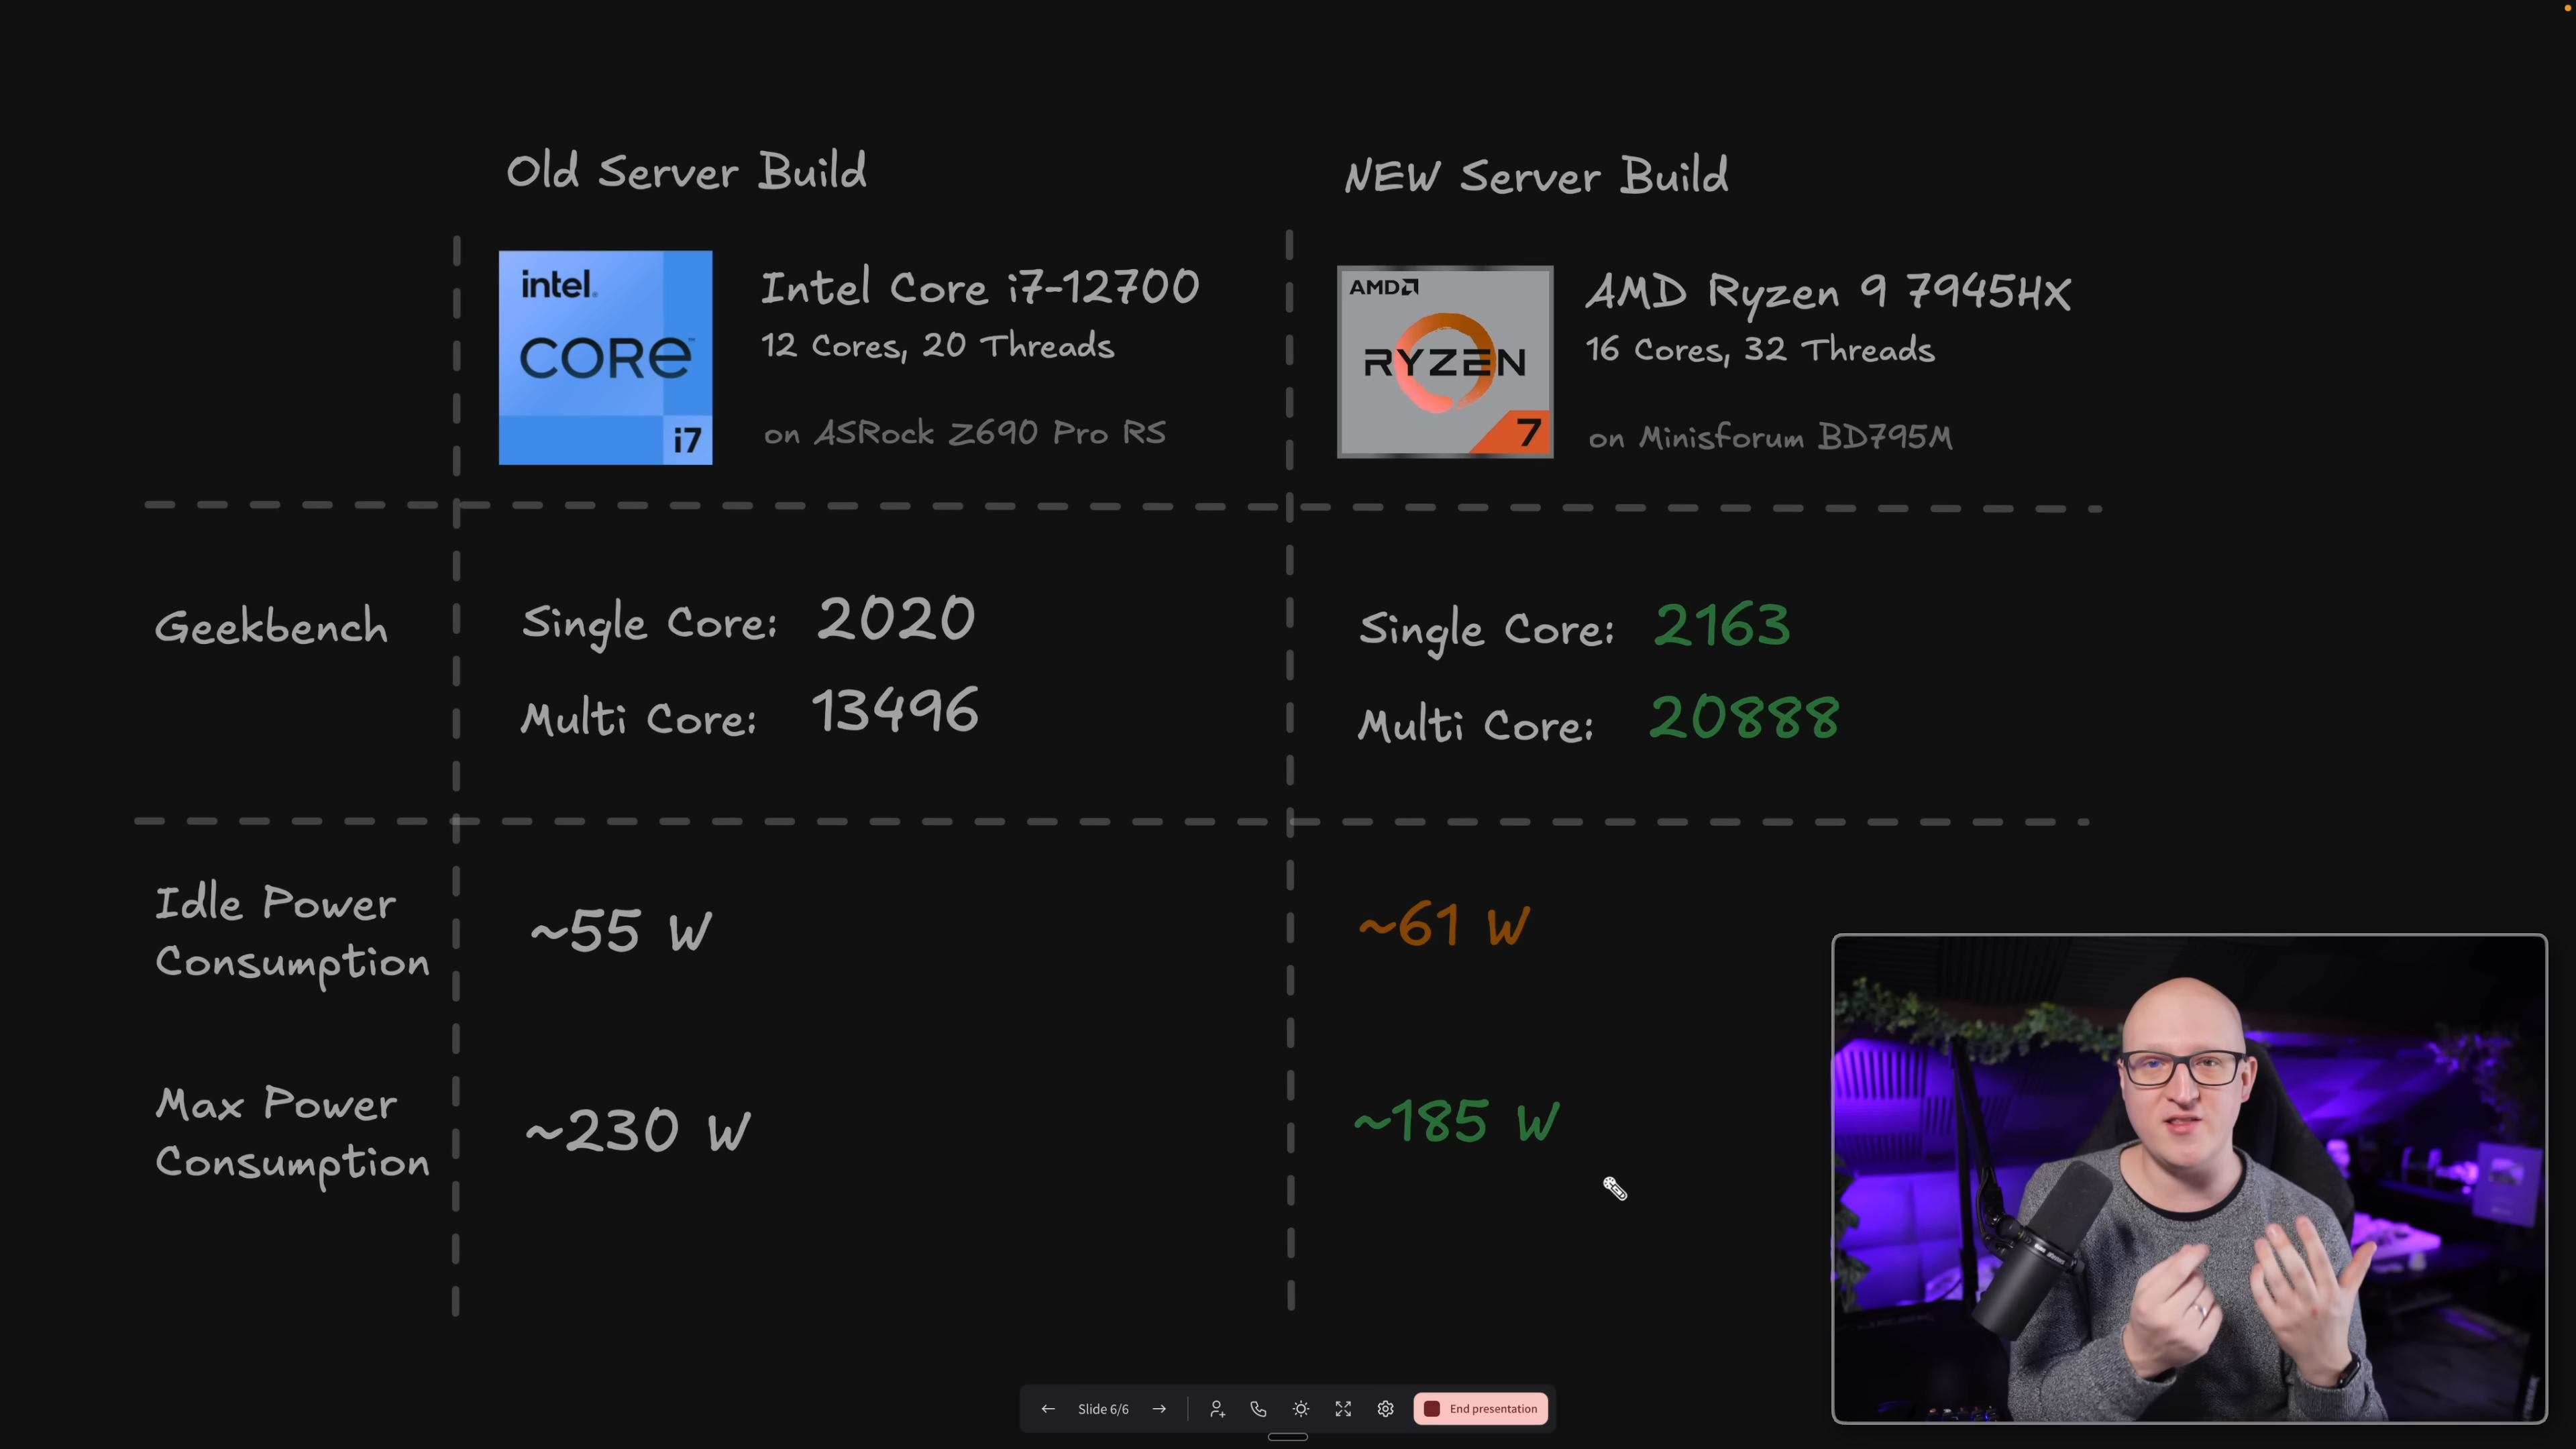 Old Server Build
NEW Server Build
intel.
CORE™
i7
Intel Core i7-12700
12 Cores, 20 Threads
on ASRock Z690 Pro RS
AMD
RYZEN
7
AMD Ryzen 9 7945HX
16 Cores, 32 Threads
on Minisforum BD795M
Geekbench
Single Core: 2020
Multi Core: 13496
Single Core: 2163
Multi Core: 20888
Idle Power
Consumption
~55 W
~61 W
Max Power
Consumption
~230 W
~185 W
Slide 6/6
End presentation